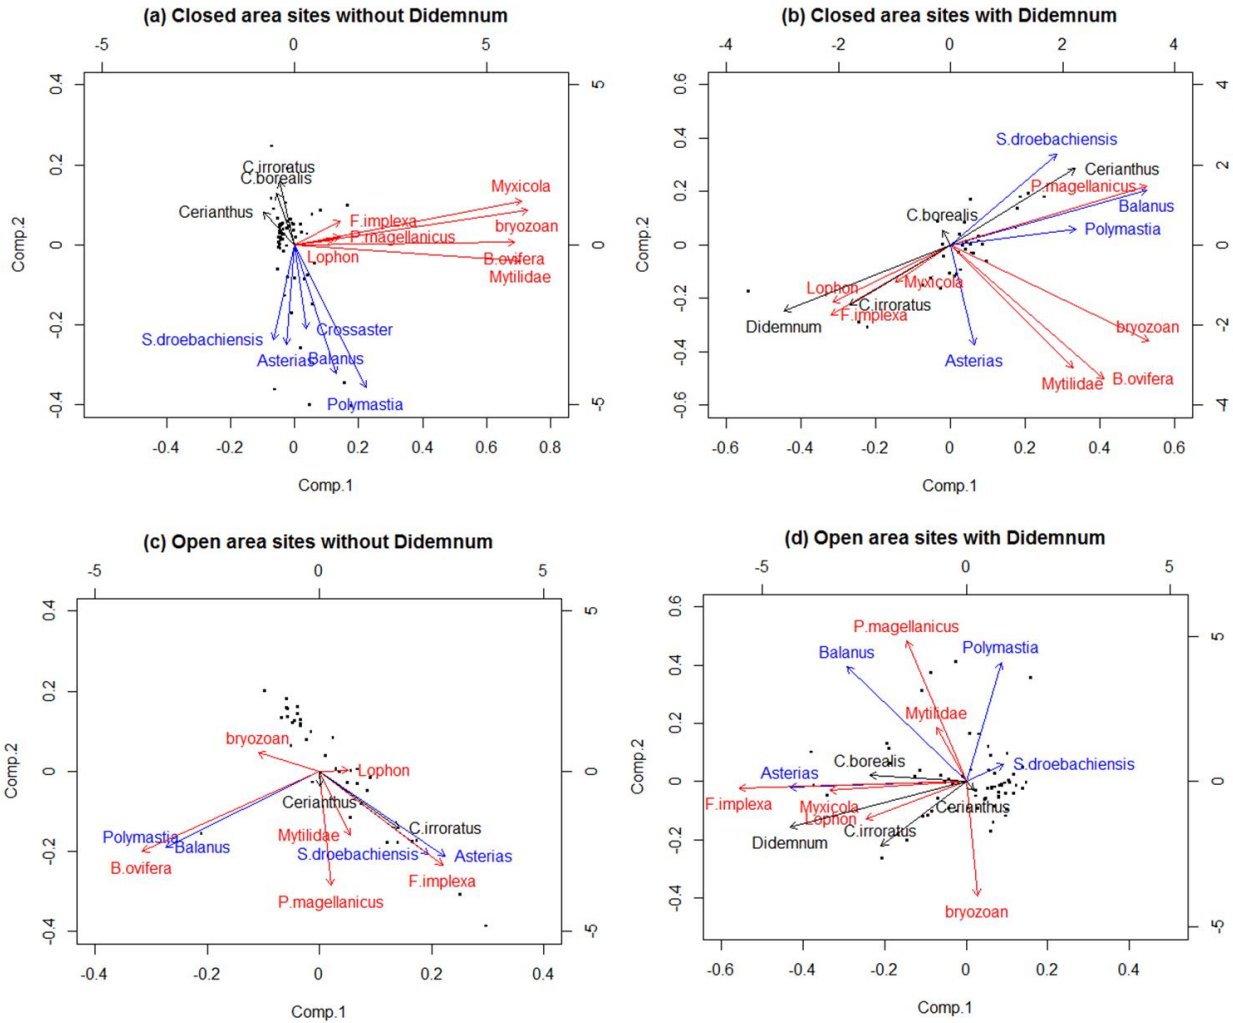 (a) Closed area sites without Didemnum
-5 0 5
0.4 0.2 0 -0.2 -0.4
5 0 -5
Comp.2
C.irroratus
C.borealis
Cerianthus
Myxicola
F.implexa
bryozoan
P.magellanicus
Lophon
B.ovifera
Mytilidae
S.droebachiensis
Crossaster
Asterias
Balanus
Polymastia
-0.4 -0.2 0 0.2 0.4 0.6 0.8
Comp.1
(b) Closed area sites with Didemnum
-4 -2 0 2 4
0.6 0.4 0.2 0 -0.2 -0.4 -0.6
4 2 0 -2 -4
Comp.2
S.droebachiensis
Cerianthus
P.magellanicus
Balanus
C.borealis
Polymastia
Lophon
Myxicola
C.irroratus
F.implexa
Didemnum
bryozoan
Asterias
Mytilidae
B.ovifera
-0.6 -0.4 -0.2 0 0.2 0.4 0.6
Comp.1
(c) Open area sites without Didemnum
-5 0 5
0.4 0.2 0 -0.2 -0.4
5 0 -5
Comp.2
bryozoan
Lophon
Cerianthus
C.irroratus
Mytilidae
Polymastia
Balanus
S.droebachiensis
Asterias
B.ovifera
F.implexa
P.magellanicus
-0.4 -0.2 0 0.2 0.4
Comp.1
(d) Open area sites with Didemnum
-5 0 5
0.6 0.4 0.2 0 -0.2 -0.4
5 0 -5
Comp.2
P.magellanicus
Balanus
Polymastia
Mytilidae
C.borealis
S.droebachiensis
Asterias
F.implexa
Myxicola
Cerianthus
Lophon
C.irroratus
Didemnum
bryozoan
-0.6 -0.4 -0.2 0 0.2 0.4
Comp.1